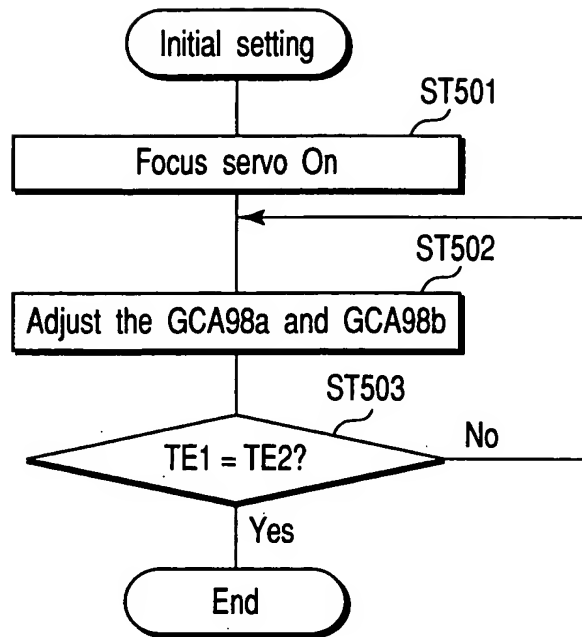 Initial setting
ST501
Focus servo On
ST502
Adjust the GCA98a and GCA98b
ST503
TE1 = TE2?
No
Yes
End